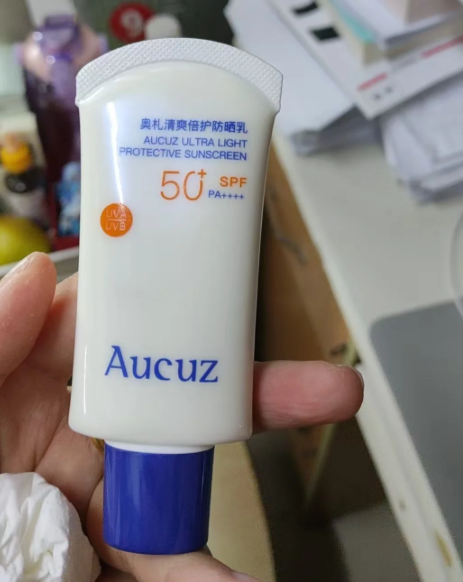 奥札清爽倍护防晒乳
AUCUZ ULTRA LIGHT
PROTECTIVE SUNSCREEN
50+ SPF
PA++++
UVA
UVB
Aucuz